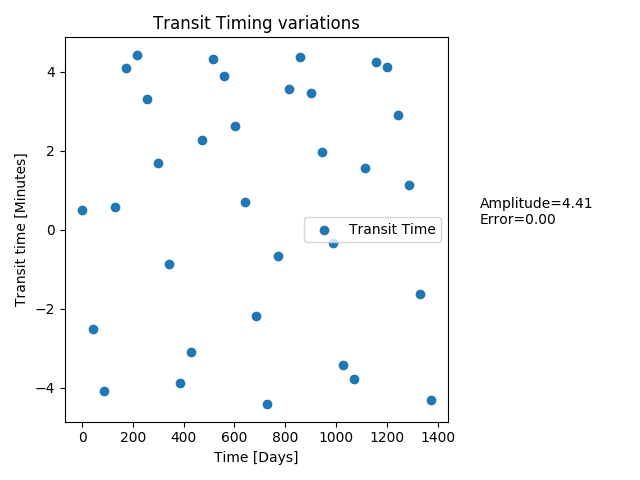 Transit Timing variations
Transit time [Minutes]
4
2
0
−2
−4
Transit Time
Amplitude=4.41
Error=0.00
0 200 400 600 800 1000 1200 1400
Time [Days]